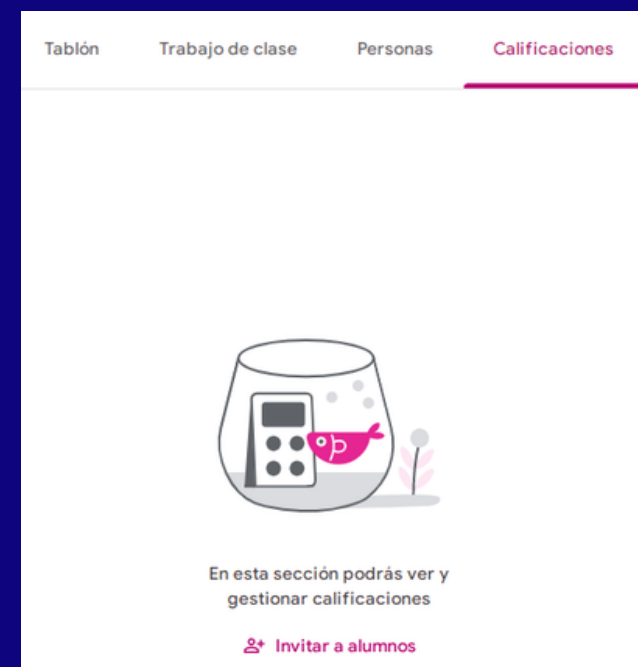 Tablón Trabajo de clase Personas Calificaciones
En esta sección podrás ver y
gestionar calificaciones
Invitar a alumnos